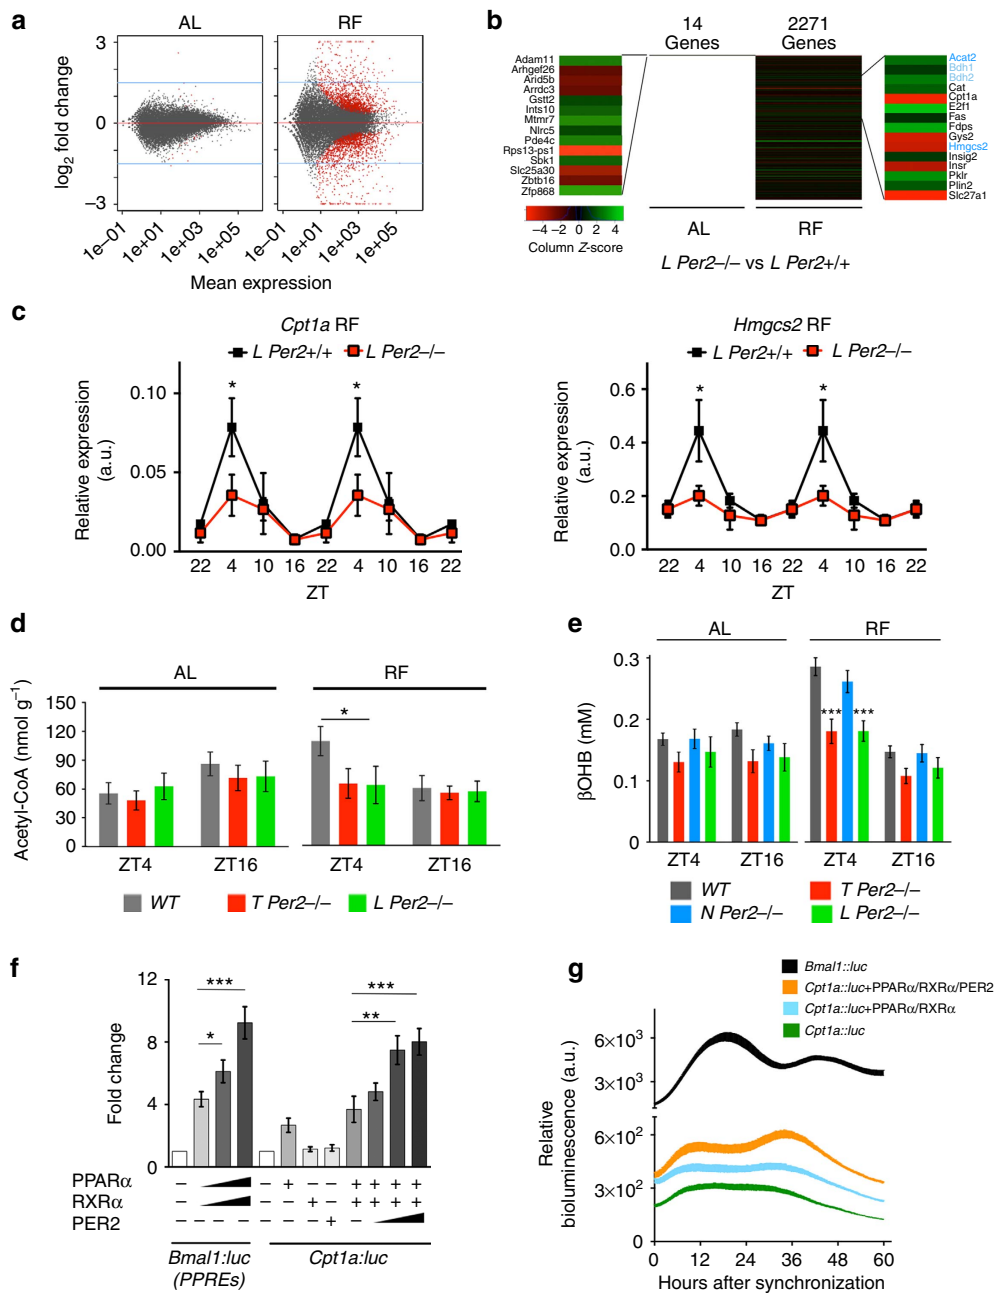 a
AL
RF
log2 fold change
3
0
−3
1e−01
1e+01
1e+03
1e+05
1e−01
1e+01
1e+03
1e+05
Mean expression
b
14 Genes
2271 Genes
Adam11
Arhgef26
Arid5b
Arrdc3
Gstt2
Ints10
Mtmr7
Nlrc5
Pde4c
Rps13-ps1
Sbk1
Slc25a30
Zbtb16
Zfp868
Acat2
Bdh1
Bdh2
Cat
Cpt1a
E2f1
Fas
Fdps
Gys2
Hmgcs2
Insig2
Insr
Pklr
Plin2
Slc27a1
−4 −2 0 2 4
Column Z-score
AL
RF
L Per2−/− vs L Per2+/+
c
Cpt1a RF
L Per2+/+ L Per2−/−
Relative expression (a.u.)
0.10
0.05
0.00
22 4 10 16 22 4 10 16 22
ZT
Hmgcs2 RF
L Per2+/+ L Per2−/−
Relative expression (a.u.)
0.6
0.4
0.2
0.0
22 4 10 16 22 4 10 16 22
ZT
* *
* *
d
AL
RF
Acetyl-CoA (nmol g−1)
150
120
90
60
30
0
*
ZT4 ZT16 ZT4 ZT16
WT T Per2−/− L Per2−/−
e
AL
RF
βOHB (mM)
0.3
0.2
0.1
0
*** ***
ZT4 ZT16 ZT4 ZT16
WT T Per2−/−
N Per2−/− L Per2−/−
f
Fold change
12
8
4
0
***
*
***
**
PPARα − − + − − + + + +
RXRα − − − + − + + + +
PER2 − − − − − − + −
Bmal1:luc (PPREs)
Cpt1a:luc
g
Bmal1::luc
Cpt1a::luc+PPARα/RXRα/PER2
Cpt1a::luc+PPARα/RXRα
Cpt1a::luc
Relative bioluminescence (a.u.)
6×103
3×103
6×102
3×102
0
0 12 24 36 48 60
Hours after synchronization